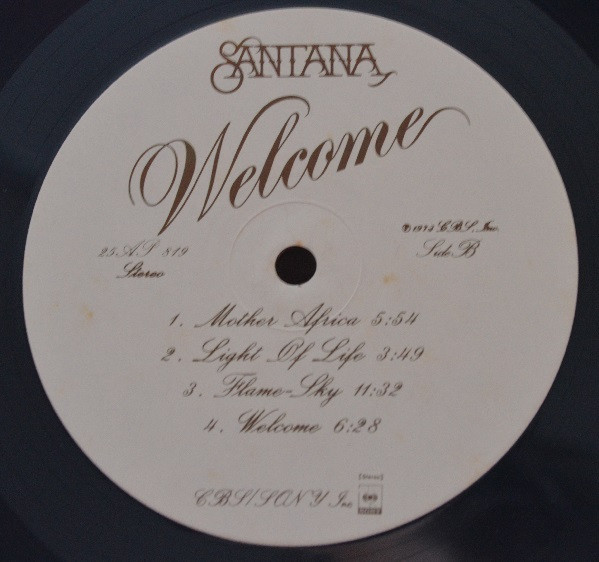 SANTANA
Welcome
25AP 819
Stereo
℗ 1973 C.B.S. Inc.
Side. B
1. Mother Africa 5:54
2. Light Of Life 3:49
3. Flame-Sky 11:32
4. Welcome 6:28
CBS/SONY Inc